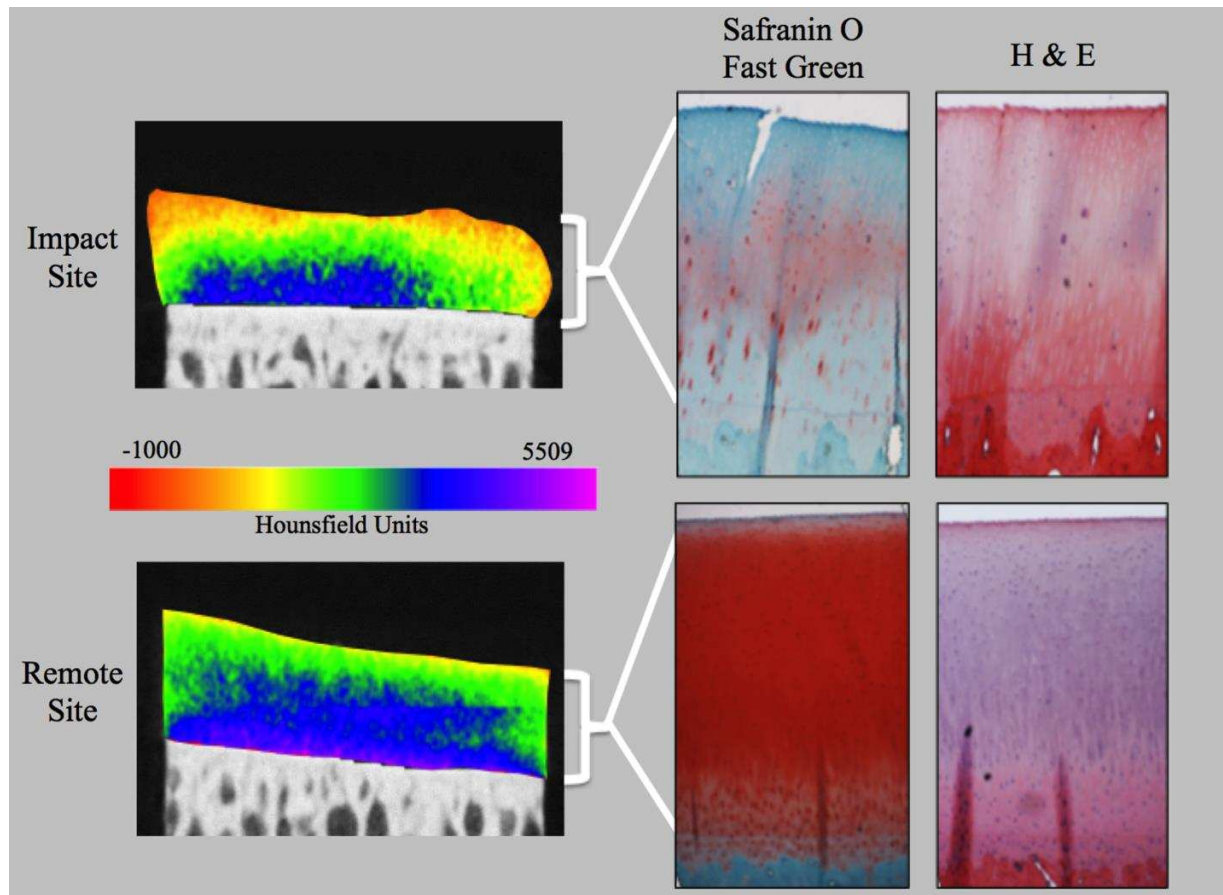 Safranin O
Fast Green
H & E
Impact
Site
-1000
5509
Hounsfield Units
Remote
Site